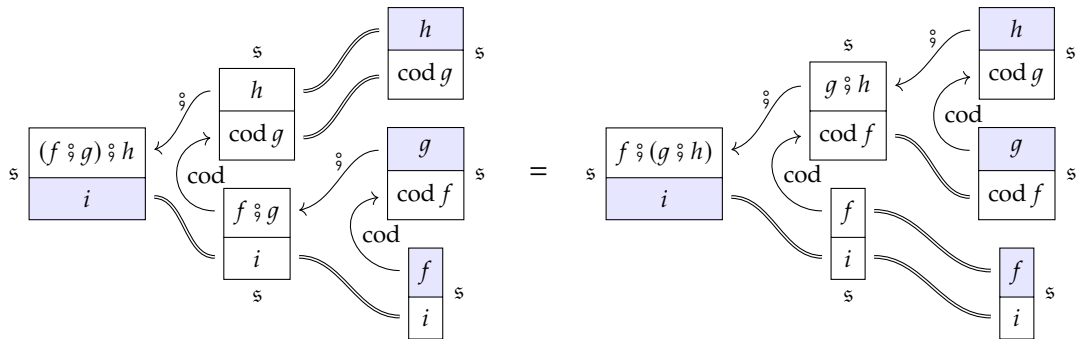 h
𝔰
cod g
𝔰
h
cod g
⨟
cod
(f ⨟ g) ⨟ h
i
𝔰
⨟
g
cod f
𝔰
cod
f ⨟ g
i
𝔰
f
i
𝔰
=
h
𝔰
cod g
𝔰
g ⨟ h
cod f
⨟
⨟
cod
cod
f ⨟ (g ⨟ h)
i
𝔰
g
cod f
𝔰
f
i
𝔰
f
i
𝔰